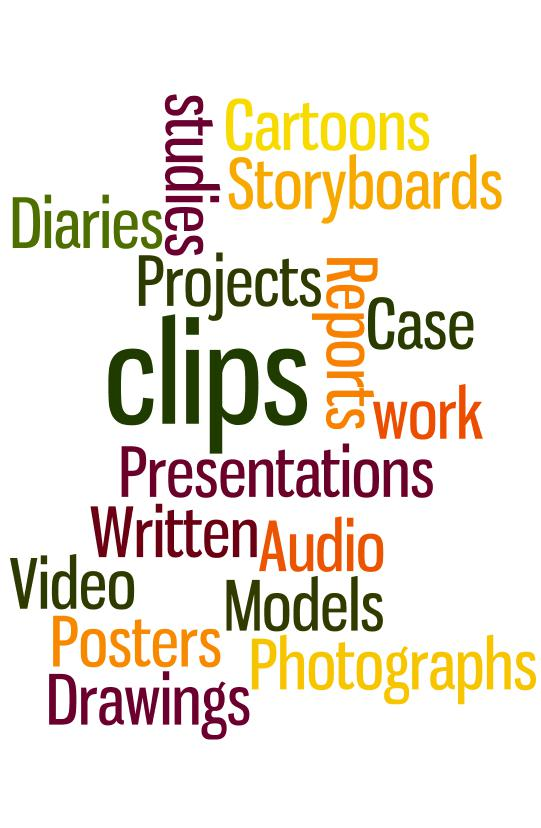 studies
Cartoons
Storyboards
Diaries
Projects
Reports
Case
clips
work
Presentations
Written
Audio
Video
Models
Posters
Photographs
Drawings